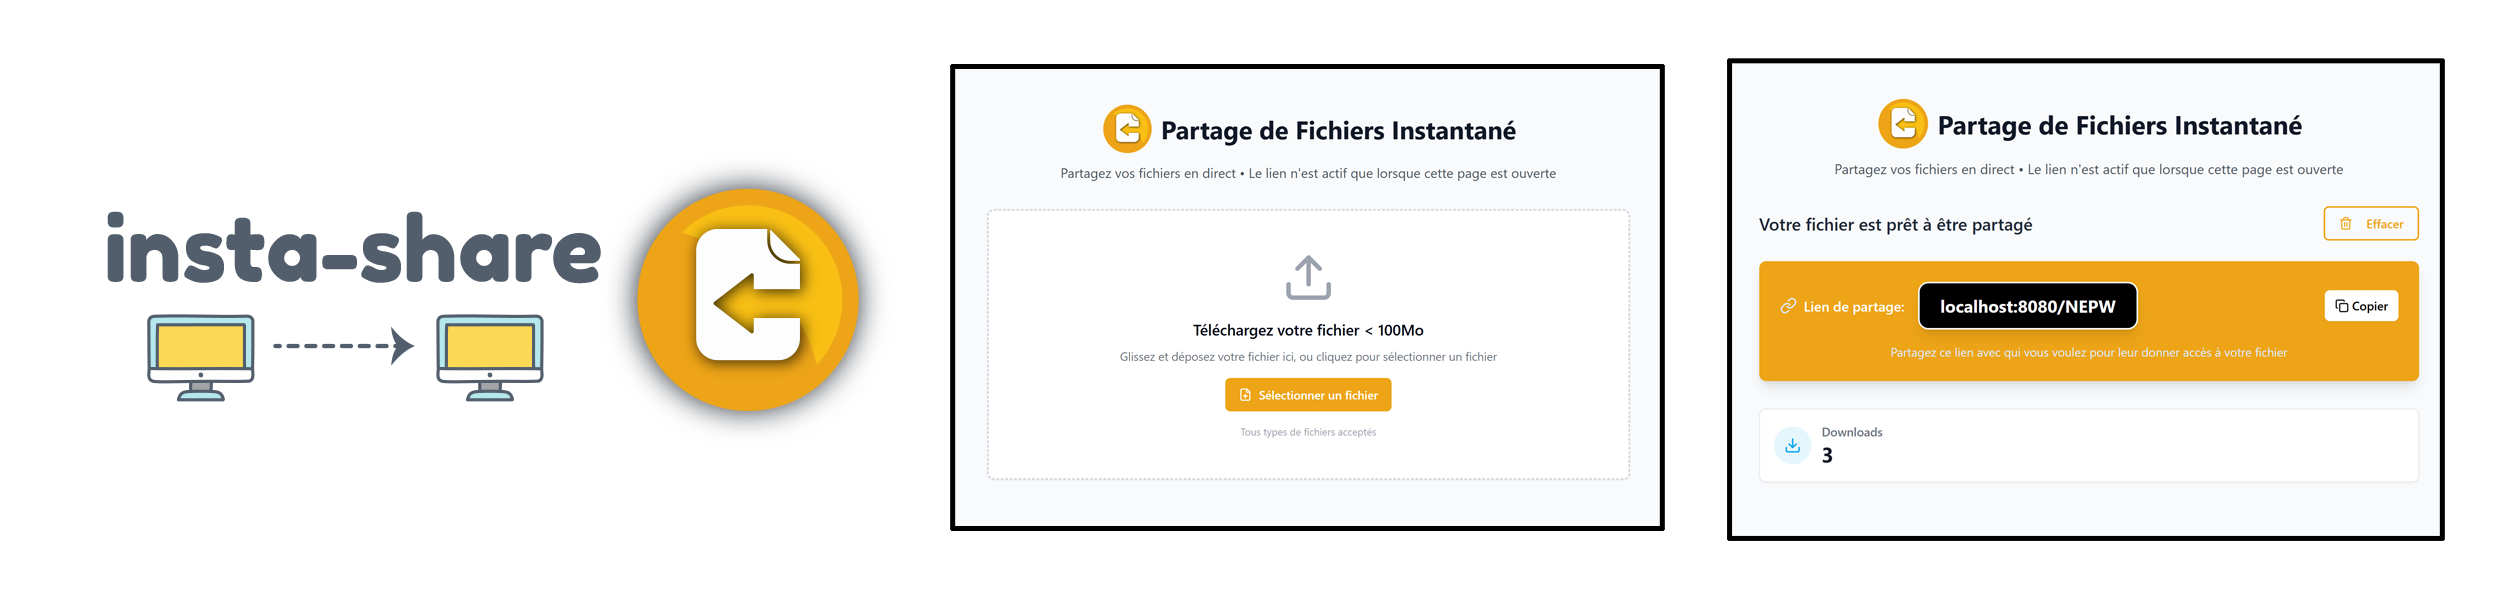 insta-share
Partage de Fichiers Instantané
Partagez vos fichiers en direct • Le lien n'est actif que lorsque cette page est ouverte
Téléchargez votre fichier < 100Mo
Glissez et déposez votre fichier ici, ou cliquez pour sélectionner un fichier
Sélectionner un fichier
Tous types de fichiers acceptés
Partage de Fichiers Instantané
Partagez vos fichiers en direct • Le lien n'est actif que lorsque cette page est ouverte
Votre fichier est prêt à être partagé
Effacer
Lien de partage: localhost:8080/NEPW
Copier
Partagez ce lien avec qui vous voulez pour leur donner accès à votre fichier
Downloads
3